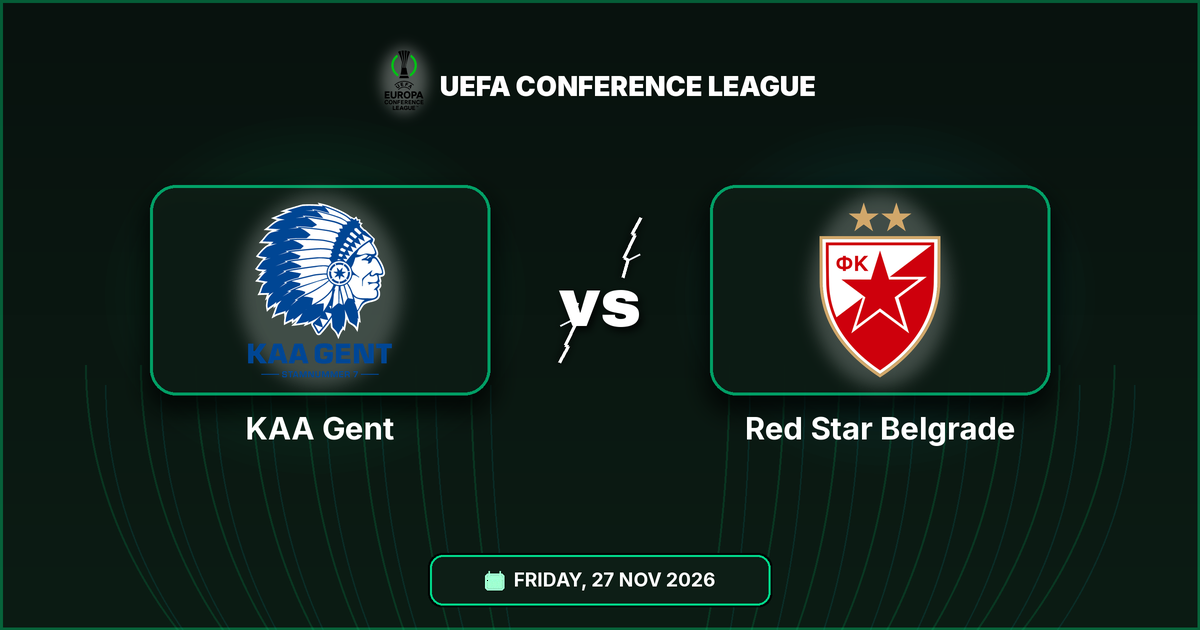 UEFA
EUROPA
CONFERENCE
LEAGUE
UEFA CONFERENCE LEAGUE
KAA GENT
VS
ФК
KAA Gent
Red Star Belgrade
FRIDAY, 27 NOV 2026